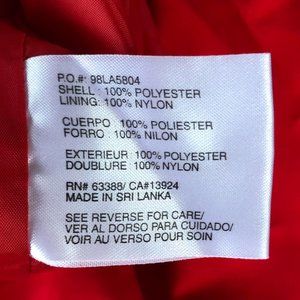 P.O.#: 98LA5804
SHELL : 100% POLYESTER
LINING: 100% NYLON
CUERPO : 100% POLIESTER
FORRO : 100% NILON
EXTERIEUR : 100% POLYESTER
DOUBLURE : 100% NYLON
RN# 63388/ CA#13924
MADE IN SRI LANKA
SEE REVERSE FOR CARE/
VER AL DORSO PARA CUIDADO/
VOIR AU VERSO POUR SOIN